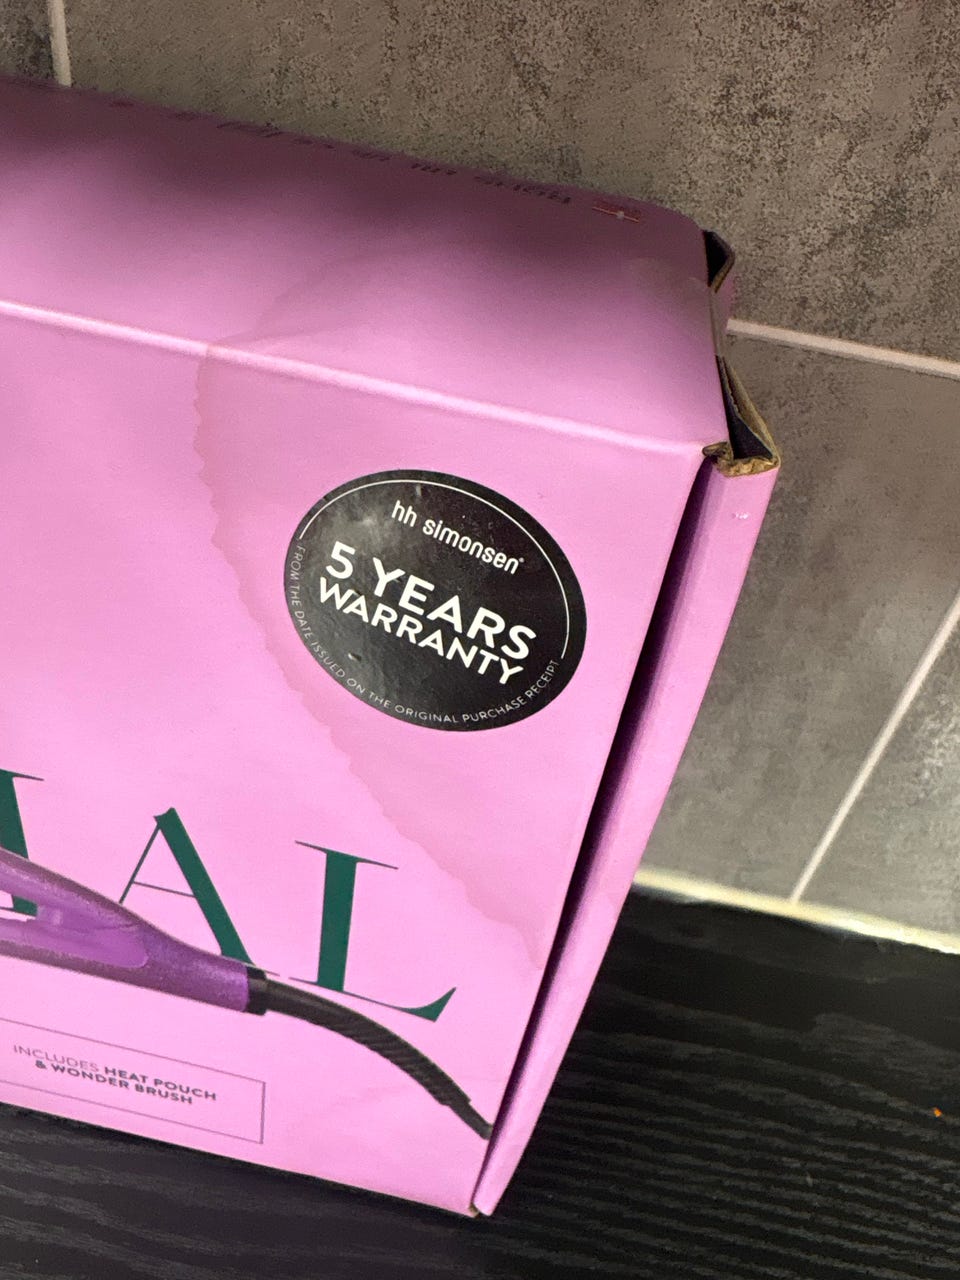 hh simonsen®
5 YEARS
WARRANTY
FROM THE DATE ISSUED ON THE ORIGINAL PURCHASE RECEIPT
AL
INCLUDES HEAT POUCH
& WONDER BRUSH